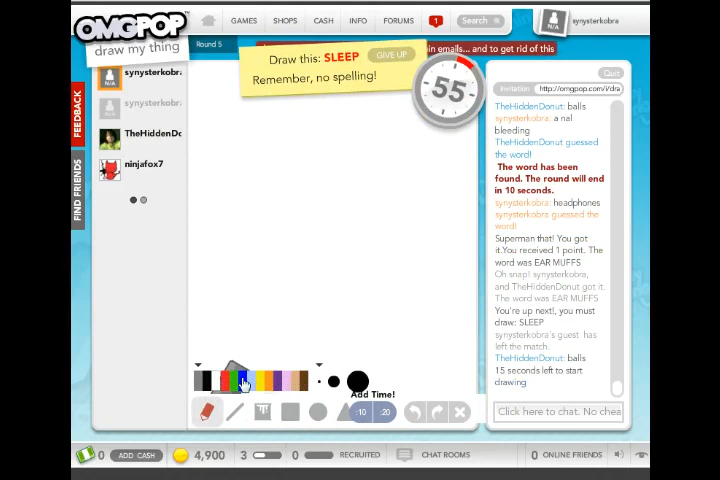 OMGPOP
HOME GAMES SHOPS CASH INFO FORUMS 1 Search N/A synysterkobra
draw my thing
Round 5
in emails... and to get rid of this
Draw this: SLEEP GIVE UP
Remember, no spelling!
55
FEEDBACK
FIND FRIENDS
N/A synysterkobra
N/A synysterkobra
TheHiddenDo
ninjafox7
Quit
Invitation http://omgpop.com/i/dra
TheHiddenDonut: balls
synysterkobra: a nal
bleeding
TheHiddenDonut guessed
the word!
The word has been
found. The round will end
in 10 seconds.
synysterkobra: headphones
synysterkobra guessed the
word!
Superman that! You got
it.You received 1 point. The
word was EAR MUFFS
Oh snap! synysterkobra,
and TheHiddenDonut got it.
The word was EAR MUFFS
You're up next!, you must
draw: SLEEP
synysterkobra's guest has
left the match.
TheHiddenDonut: balls
15 seconds left to start
drawing
Click here to chat. No chea
Add Time!
:10 :20
0 ADD CASH 4,900 3 0 RECRUITED CHAT ROOMS 0 ONLINE FRIENDS